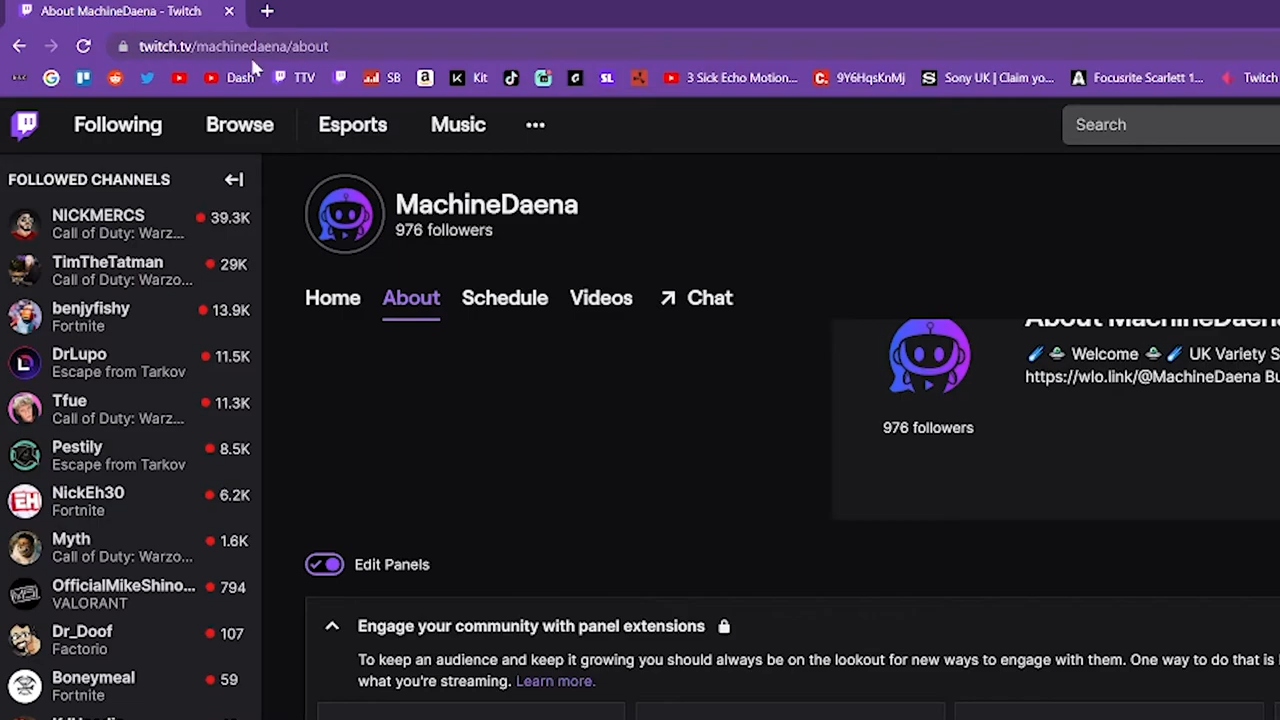 About MachineDaena - Twitch
twitch.tv/machinedaena/about
Dash TTV SB Kit SL 3 Sick Echo Motion... 9Y6HqsKnMj Sony UK | Claim yo... Focusrite Scarlett 1... Twitch
Following Browse Esports Music ... Search
FOLLOWED CHANNELS
NICKMERCS 39.3K
Call of Duty: Warz...
TimTheTatman 29K
Call of Duty: Warzo...
benjyfishy 13.9K
Fortnite
DrLupo 11.5K
Escape from Tarkov
Tfue 11.3K
Call of Duty: Warz...
Pestily 8.5K
Escape from Tarkov
NickEh30 6.2K
Fortnite
Myth 1.6K
Call of Duty: Warzo...
OfficialMikeShino... 794
VALORANT
Dr_Doof 107
Factorio
Boneymeal 59
Fortnite
MachineDaena
976 followers
Home About Schedule Videos Chat
About MachineDaena
Welcome UK Variety S
https://wlo.link/@MachineDaena Bu
976 followers
Edit Panels
Engage your community with panel extensions
To keep an audience and keep it growing you should always be on the lookout for new ways to engage with them. One way to do that is
what you're streaming. Learn more.